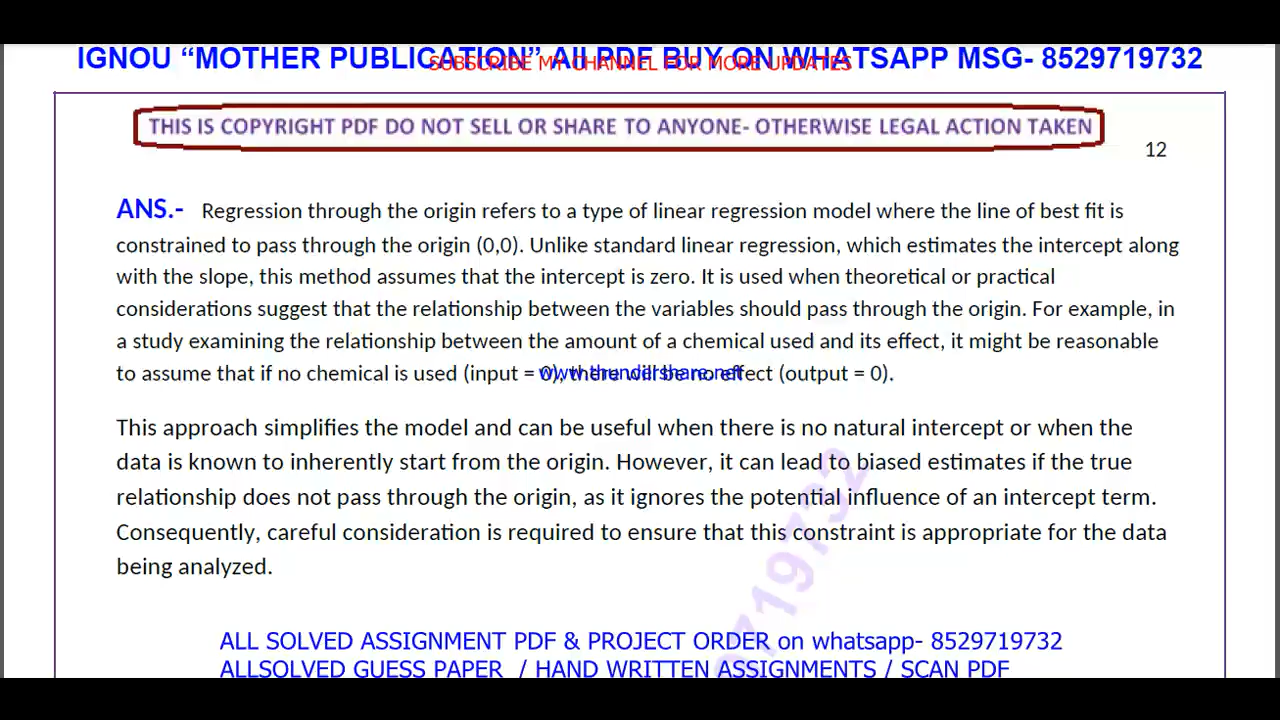 IGNOU “MOTHER PUBLICATION” AILPDE BUY ON WHATSAPP MSG- 8529719732
SUBSCRIBE MY CHANNEL FOR MORE UPDATES
THIS IS COPYRIGHT PDF DO NOT SELL OR SHARE TO ANYONE- OTHERWISE LEGAL ACTION TAKEN
12
ANS.- Regression through the origin refers to a type of linear regression model where the line of best fit is
constrained to pass through the origin (0,0). Unlike standard linear regression, which estimates the intercept along
with the slope, this method assumes that the intercept is zero. It is used when theoretical or practical
considerations suggest that the relationship between the variables should pass through the origin. For example, in
a study examining the relationship between the amount of a chemical used and its effect, it might be reasonable
to assume that if no chemical is used (input = 0), there will be no effect (output = 0).
www.thundershare.net
This approach simplifies the model and can be useful when there is no natural intercept or when the
data is known to inherently start from the origin. However, it can lead to biased estimates if the true
relationship does not pass through the origin, as it ignores the potential influence of an intercept term.
Consequently, careful consideration is required to ensure that this constraint is appropriate for the data
being analyzed.
9719732
ALL SOLVED ASSIGNMENT PDF & PROJECT ORDER on whatsapp- 8529719732
ALLSOLVED GUESS PAPER / HAND WRITTEN ASSIGNMENTS / SCAN PDF